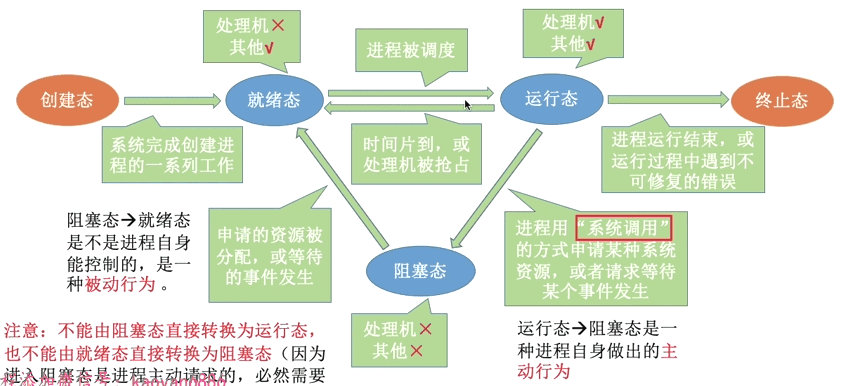 处理机×
其他√
进程被调度
处理机√
其他√
创建态
就绪态
运行态
终止态
系统完成创建进
程的一系列工作
时间片到，或
处理机被抢占
进程运行结束，或
运行过程中遇到不
可修复的错误
阻塞态→就绪态
是不是进程自身
能控制的，是一
种被动行为。
申请的资源被
分配，或等待
的事件发生
阻塞态
进程用“系统调用”
的方式申请某种系统
资源，或者请求等待
某个事件发生
处理机×
其他×
运行态→阻塞态是一
种进程自身做出的主
动行为
注意：不能由阻塞态直接转换为运行态，
也不能由就绪态直接转换为阻塞态（因为
进入阻塞态是进程主动请求的，必然需要